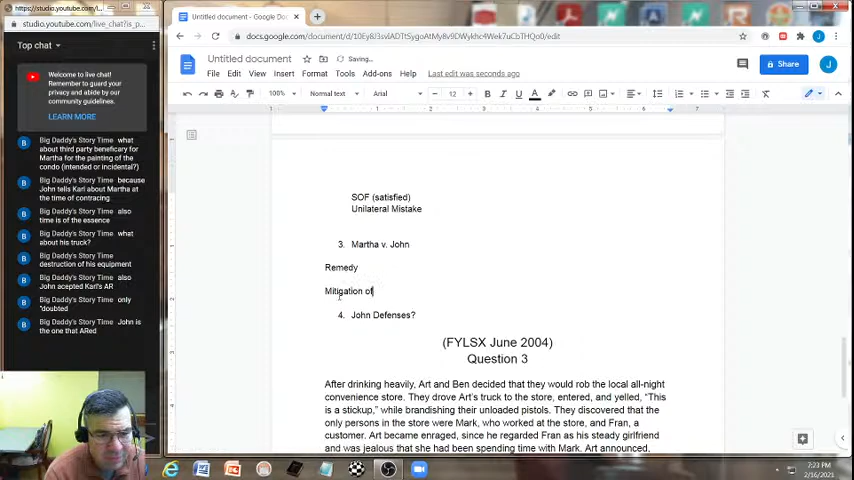 https://studio.youtube.com/l...
https://studio.youtube.com/live_chat?is_p...
Top chat
Welcome to live chat!
Remember to guard your
privacy and abide by our
community guidelines.
LEARN MORE
Big Daddy's Story Time what
about third party beneficary for
Martha for the painting of the
condo (intended or incidental?)
Big Daddy's Story Time because
John tells Karl about Martha at
the time of contracing
Big Daddy's Story Time also
time is of the essence
Big Daddy's Story Time what
about his truck?
Big Daddy's Story Time
destruction of his equipment
Big Daddy's Story Time also
John acepted Karl's AR
Big Daddy's Story Time only
"doubted
Big Daddy's Story Time John is
the one that ARed
Untitled document - Google Doc
docs.google.com/document/d/10Ey8J3svlADTtSygoAtMy8v9DWykhc4Wek7uCbTHQo0/edit
Untitled document
Saving...
File Edit View Insert Format Tools Add-ons Help Last edit was seconds ago
Share
J
100% Normal text Arial 12
SOF (satisfied)
Unilateral Mistake
3. Martha v. John
Remedy
Mitigation of
4. John Defenses?
(FYLSX June 2004)
Question 3
After drinking heavily, Art and Ben decided that they would rob the local all-night
convenience store. They drove Art's truck to the store, entered, and yelled, "This
is a stickup," while brandishing their unloaded pistols. They discovered that the
only persons in the store were Mark, who worked at the store, and Fran, a
customer. Art became enraged, since he regarded Fran as his steady girlfriend
and was jealous that she had been spending time with Mark. Art announced,
7:23 PM
2/16/2021